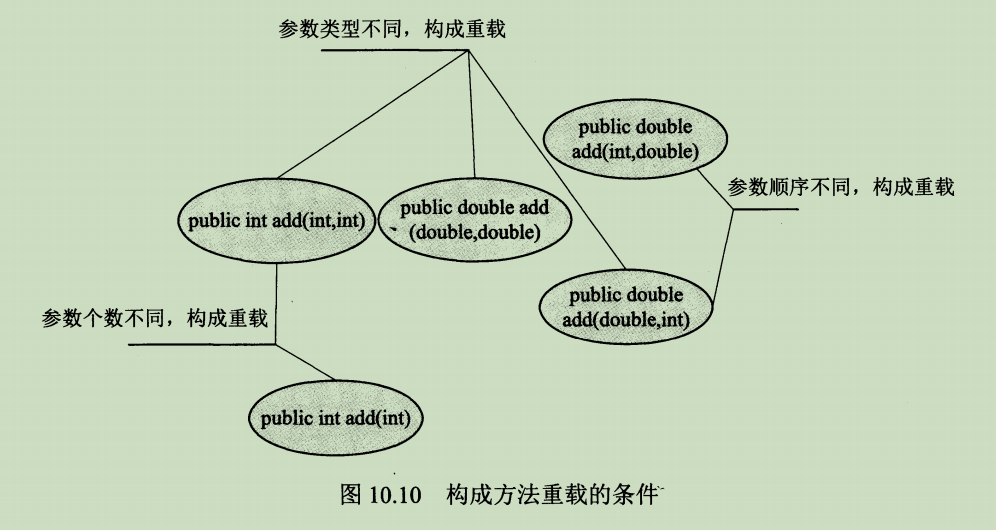 参数类型不同，构成重载
public double
add(int,double)
参数顺序不同，构成重载
public int add(int,int)
public double add
(double,double)
public double
add(double,int)
参数个数不同，构成重载
public int add(int)
图 10.10 构成方法重载的条件